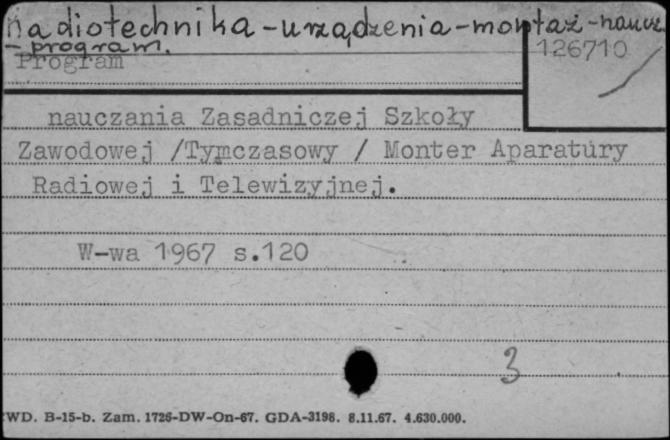 Radiotechnika-urządzenia-montaż-naucz.
-program.
126710
Program
nauczania Zasadniczej Szkoły
Zawodowej /Tymczasowy / Monter Aparatury
Radiowej i Telewizyjnej.
W-wa 1967 s.120
3
WD. B-15-b. Zam. 1726-DW-On-67. GDA-3198. 8.11.67. 4.630.000.